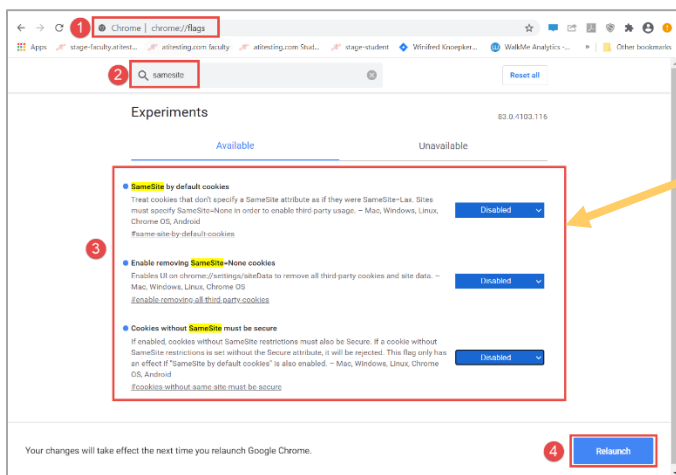 1
Chrome | chrome://flags
Apps stage-faculty.atitest... atitesting.com faculty atitesting.com Stud... stage-student Winifred Knoepker... WalkMe Analytics -... » Other bookmarks
2
samesite
Reset all
Experiments
83.0.4103.116
Available
Unavailable
SameSite by default cookies
Treat cookies that don't specify a SameSite attribute as if they were SameSite=Lax. Sites
must specify SameSite=None in order to enable third-party usage. – Mac, Windows, Linux,
Chrome OS, Android
#same-site-by-default-cookies
Disabled
3
Enable removing SameSite=None cookies
Enables UI on chrome://settings/siteData to remove all third-party cookies and site data. –
Mac, Windows, Linux, Chrome OS
#enable-removing-all-third-party-cookies
Disabled
Cookies without SameSite must be secure
If enabled, cookies without SameSite restrictions must also be Secure. If a cookie without
SameSite restrictions is set without the Secure attribute, it will be rejected. This flag only has
an effect if "SameSite by default cookies" is also enabled. – Mac, Windows, Linux, Chrome
OS, Android
#cookies-without-same-site-must-be-secure
Disabled
Your changes will take effect the next time you relaunch Google Chrome.
4
Relaunch